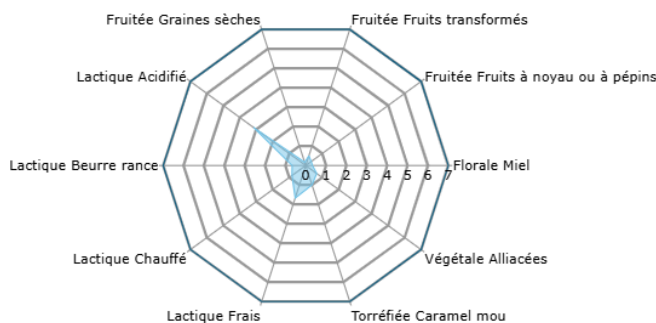 Fruitée Graines sèches
Fruitée Fruits transformés
Lactique Acidifié
Fruitée Fruits à noyau ou à pépins
Lactique Beurre rance
0 1 2 3 4 5 6 7
Florale Miel
Lactique Chauffé
Végétale Alliacées
Lactique Frais
Torréfiée Caramel mou